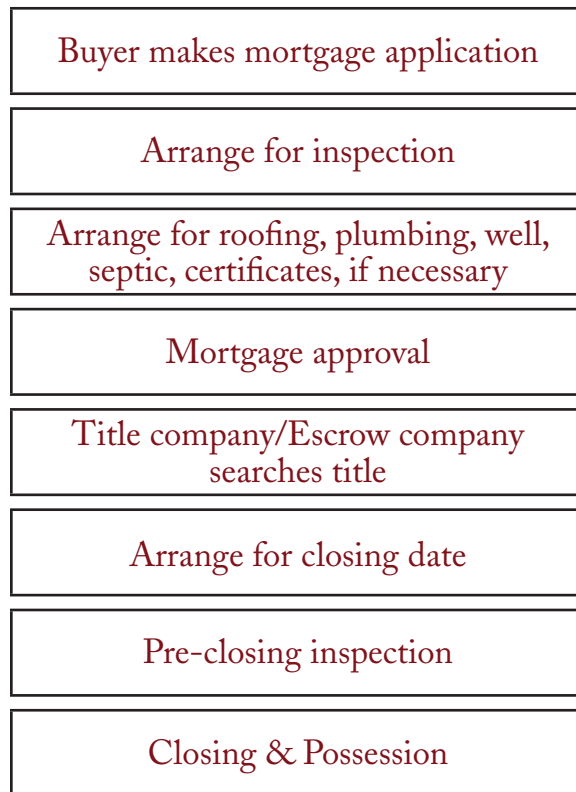 Buyer makes mortgage application
Arrange for inspection
Arrange for roofing, plumbing, well,
septic, certificates, if necessary
Mortgage approval
Title company/Escrow company
searches title
Arrange for closing date
Pre-closing inspection
Closing & Possession